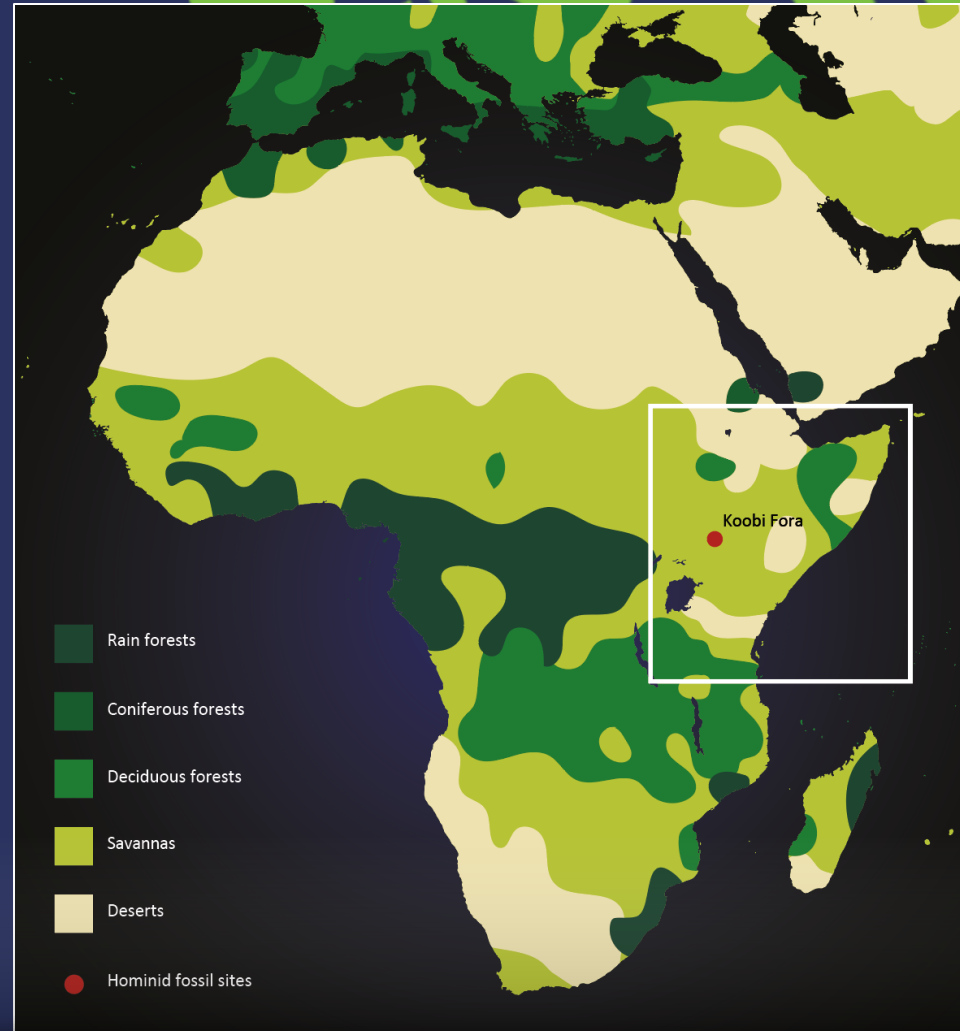 Koobi Fora
Rain forests
Coniferous forests
Deciduous forests
Savannas
Deserts
Hominid fossil sites